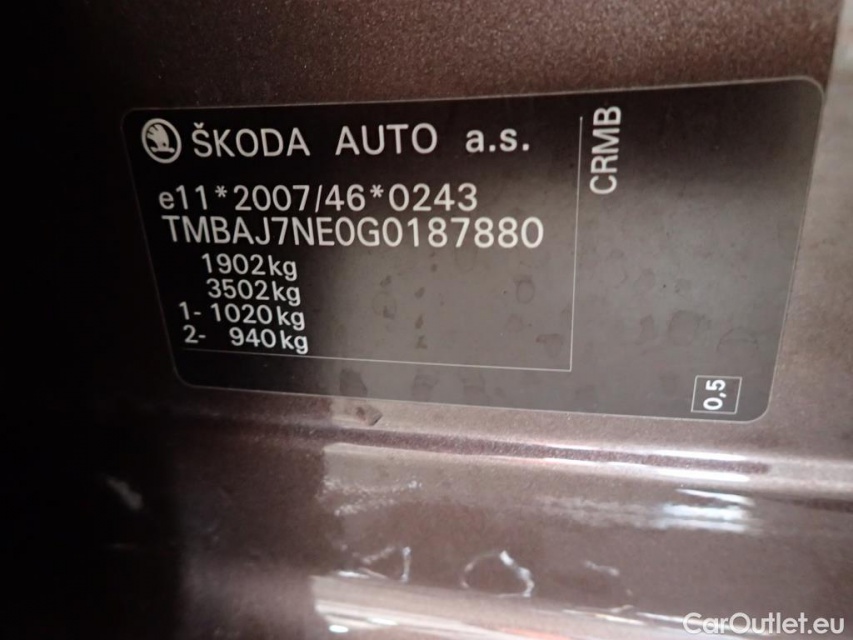 ŠKODA AUTO a.s.
e11*2007/46*0243
TMBAJ7NE0G0187880
1902kg
3502kg
1- 1020kg
2- 940kg
CRMB
0,5
CarOutlet.eu